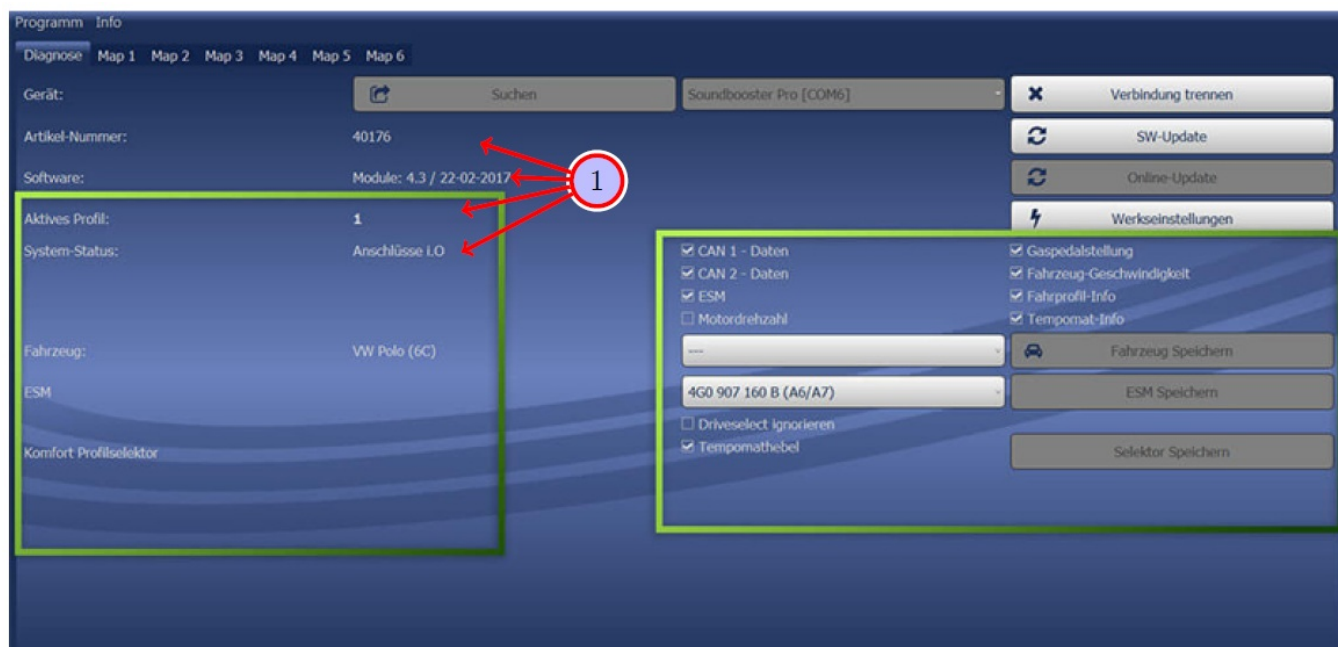 Programm Info
Diagnose Map 1 Map 2 Map 3 Map 4 Map 5 Map 6
Gerät: Suchen Soundbooster Pro [COM6] Verbindung trennen
Artikel-Nummer: 40176 SW-Update
1
Software: Module: 4.3 / 22-02-2017 Online-Update
Aktives Profil: 1 Werkseinstellungen
System-Status: Anschlüsse i.O CAN 1 - Daten Gaspedalstellung
CAN 2 - Daten Fahrzeug-Geschwindigkeit
ESM Fahrprofil-Info
Motordrehzahl Tempomat-Info
Fahrzeug: VW Polo (6C) --- Fahrzeug Speichern
ESM 4G0 907 160 B (A6/A7) ESM Speichern
Driveselect ignorieren
Komfort Profilselektor Tempomathebel Selektor Speichern